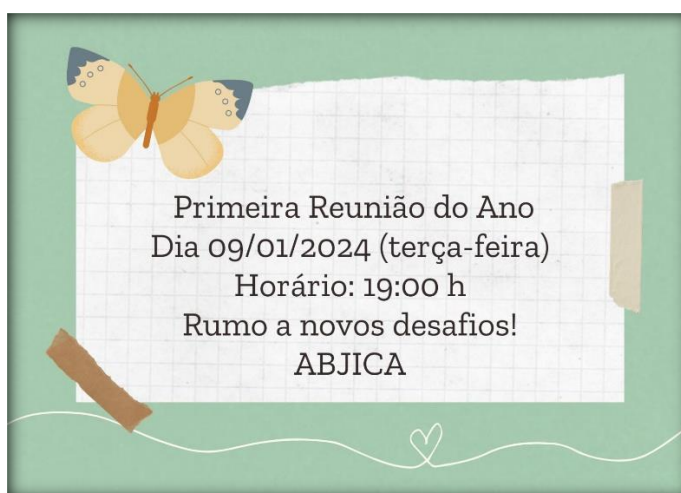 Primeira Reunião do Ano
Dia 09/01/2024 (terça-feira)
Horário: 19:00 h
Rumo a novos desafios!
ABJICA